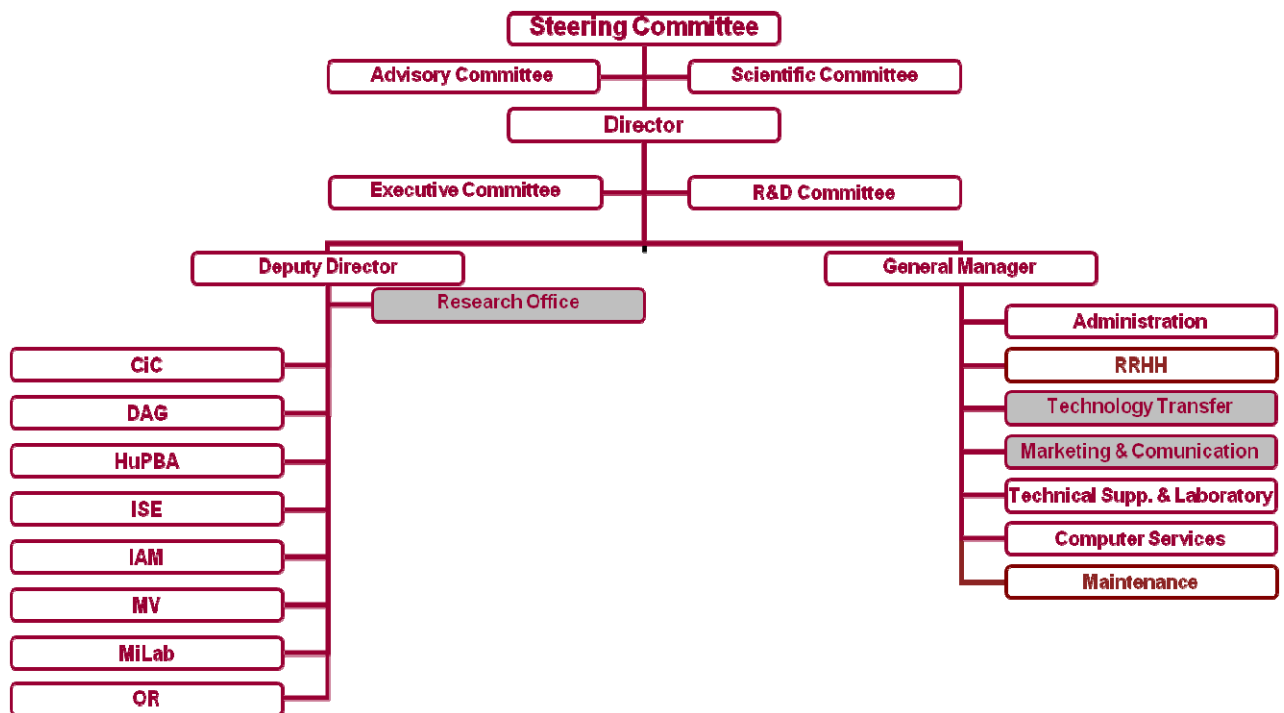 Steering Committee
Advisory Committee
Scientific Committee
Director
Executive Committee
R&D Committee
Deputy Director
General Manager
Research Office
Administration
CiC
RRHH
DAG
Technology Transfer
HuPBA
Marketing & Comunication
ISE
Technical Supp. & Laboratory
IAM
Computer Services
MV
Maintenance
MiLab
OR